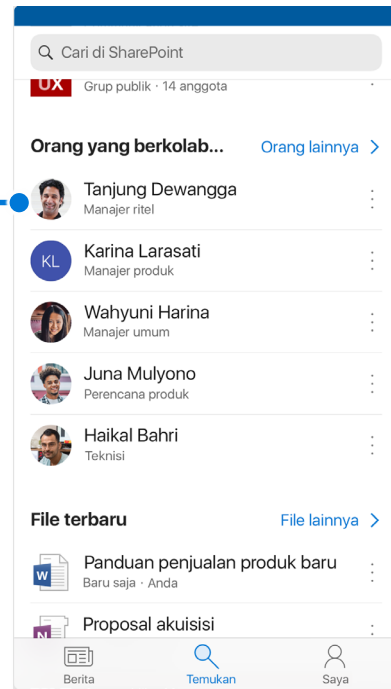 Cari di SharePoint
UX
Grup publik · 14 anggota
Orang yang berkolab... Orang lainnya
Tanjung Dewangga
Manajer ritel
KL
Karina Larasati
Manajer produk
Wahyuni Harina
Manajer umum
Juna Mulyono
Perencana produk
Haikal Bahri
Teknisi
File terbaru File lainnya
W
Panduan penjualan produk baru
Baru saja · Anda
N
Proposal akuisisi
Berita Temukan Saya